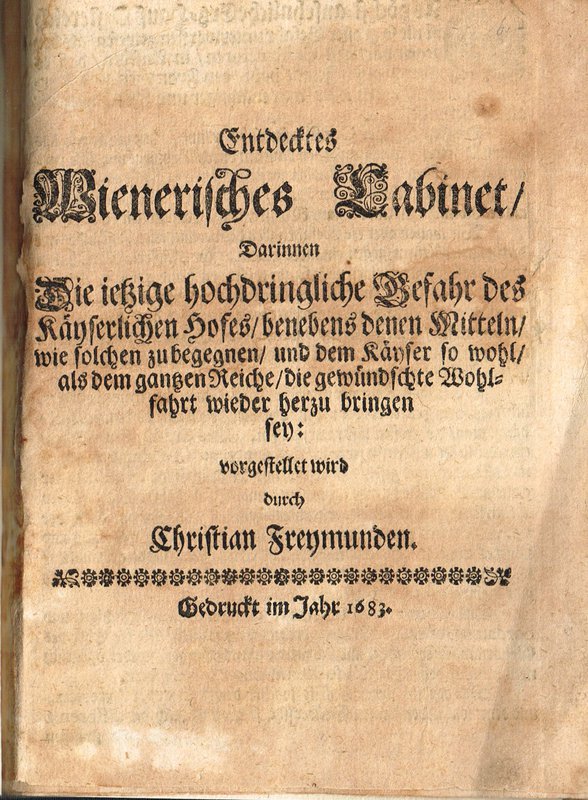 Entdecktes
Wienerisches Cabinet/
Darinnen
Die ietzige hochdringliche Gefahr des
Käyserlichen Hofes/ benebens denen Mitteln/
wie solchen zu begegnen/ und dem Käyser so wohl/
als dem gantzen Reiche/ die gewündschte Wohl-
fahrt wieder herzu bringen
sey:
vorgestellet wird
durch
Christian Freymunden.
Gedruckt im Jahr 1683.